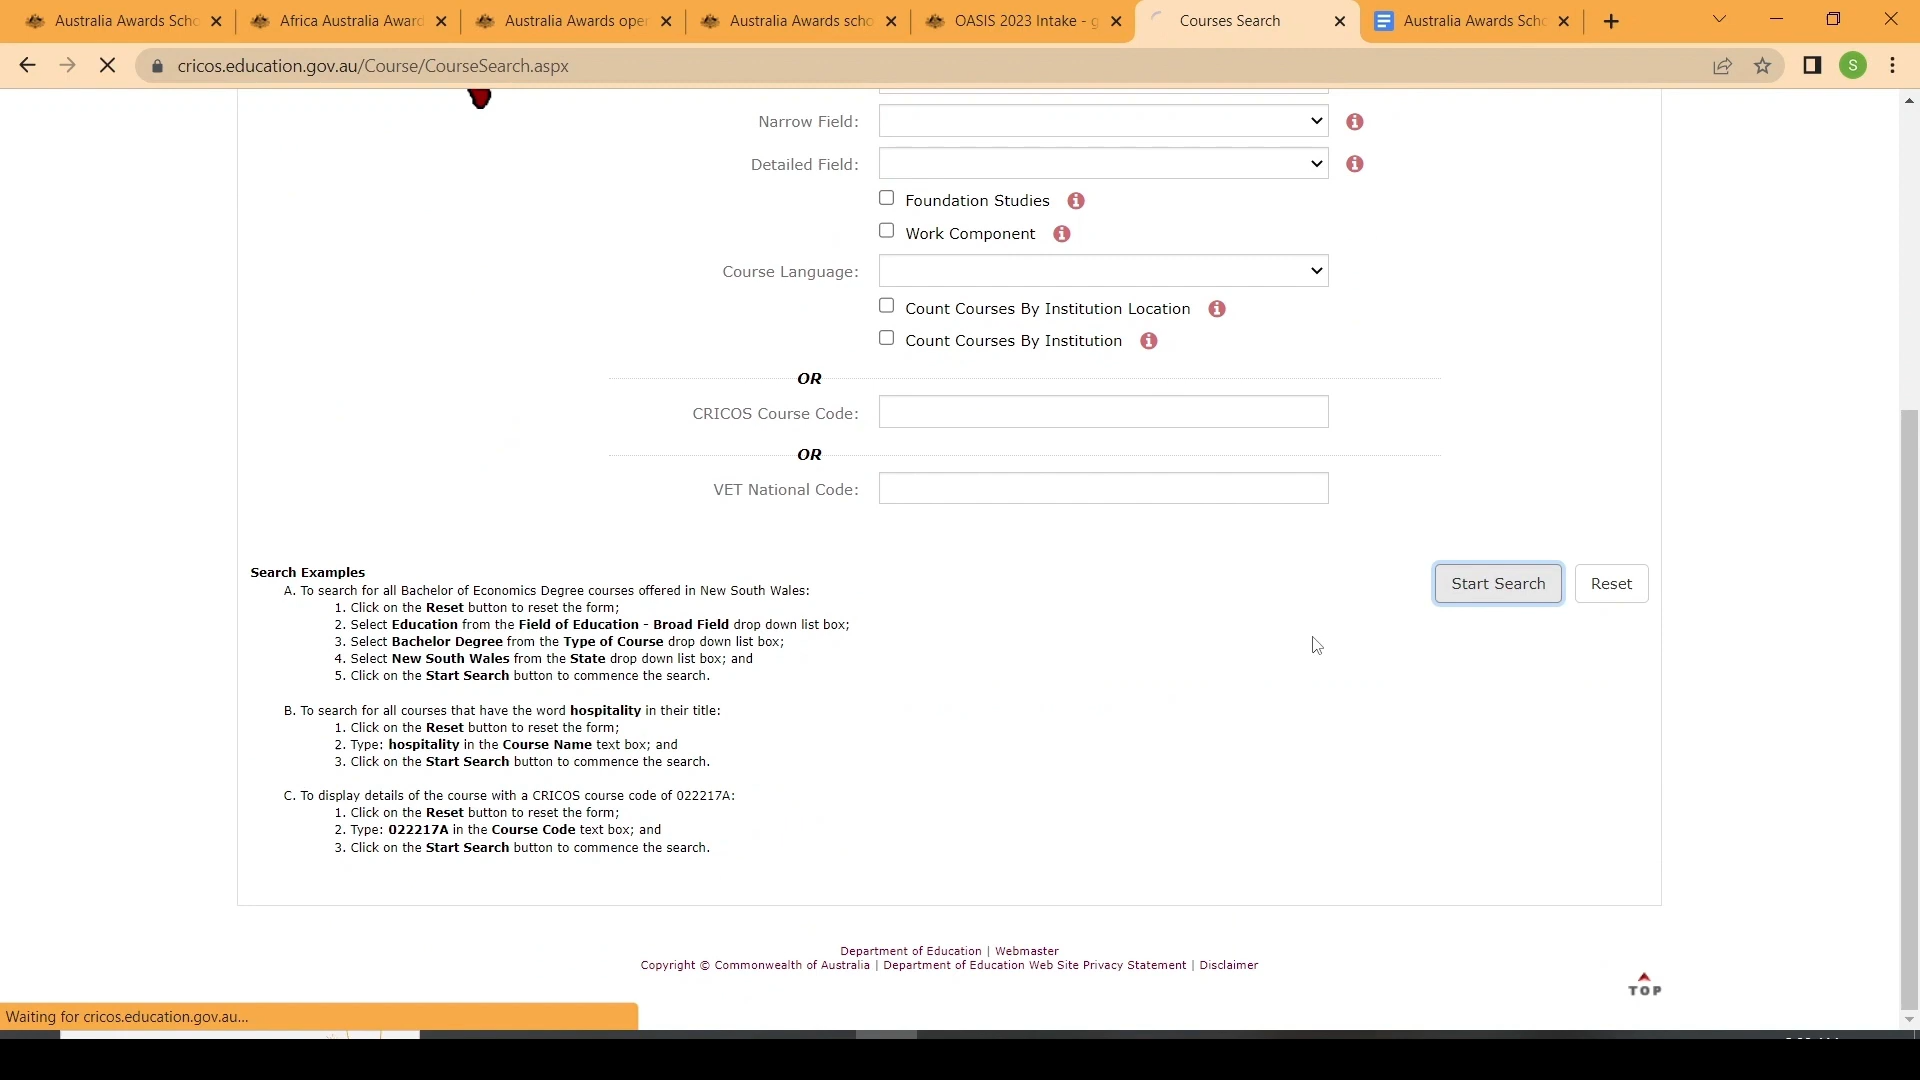 Australia Awards Scho
Africa Australia Award
Australia Awards oper
Australia Awards scho
OASIS 2023 Intake - g
Courses Search
Australia Awards Scho
S
cricos.education.gov.au/Course/CourseSearch.aspx
Narrow Field:
Detailed Field:
Foundation Studies
Work Component
Course Language:
Count Courses By Institution Location
Count Courses By Institution
OR
CRICOS Course Code:
OR
VET National Code:
Start Search
Reset
Search Examples
A. To search for all Bachelor of Economics Degree courses offered in New South Wales:
1. Click on the Reset button to reset the form;
2. Select Education from the Field of Education - Broad Field drop down list box;
3. Select Bachelor Degree from the Type of Course drop down list box;
4. Select New South Wales from the State drop down list box; and
5. Click on the Start Search button to commence the search.
B. To search for all courses that have the word hospitality in their title:
1. Click on the Reset button to reset the form;
2. Type: hospitality in the Course Name text box; and
3. Click on the Start Search button to commence the search.
C. To display details of the course with a CRICOS course code of 022217A:
1. Click on the Reset button to reset the form;
2. Type: 022217A in the Course Code text box; and
3. Click on the Start Search button to commence the search.
Department of Education | Webmaster
Copyright © Commonwealth of Australia | Department of Education Web Site Privacy Statement | Disclaimer
TOP
Waiting for cricos.education.gov.au...